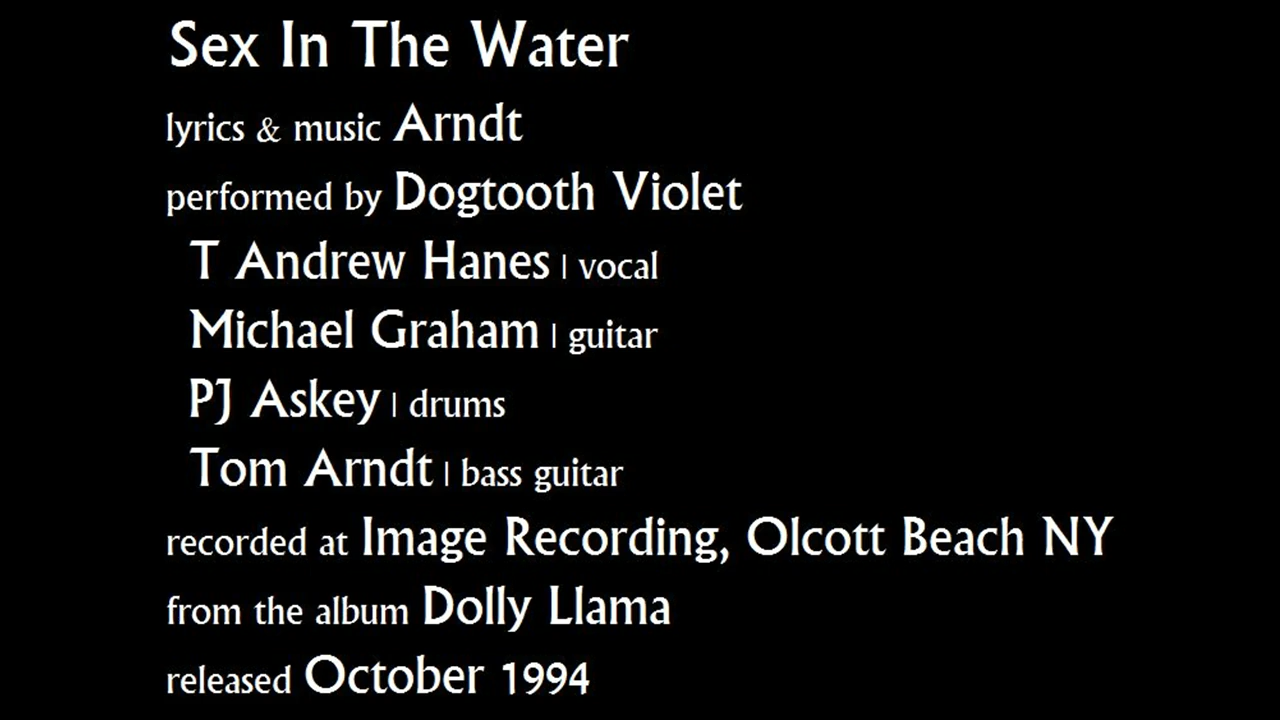 Sex In The Water
lyrics & music Arndt
performed by Dogtooth Violet
T Andrew Hanes | vocal
Michael Graham | guitar
PJ Askey | drums
Tom Arndt | bass guitar
recorded at Image Recording, Olcott Beach NY
from the album Dolly Llama
released October 1994